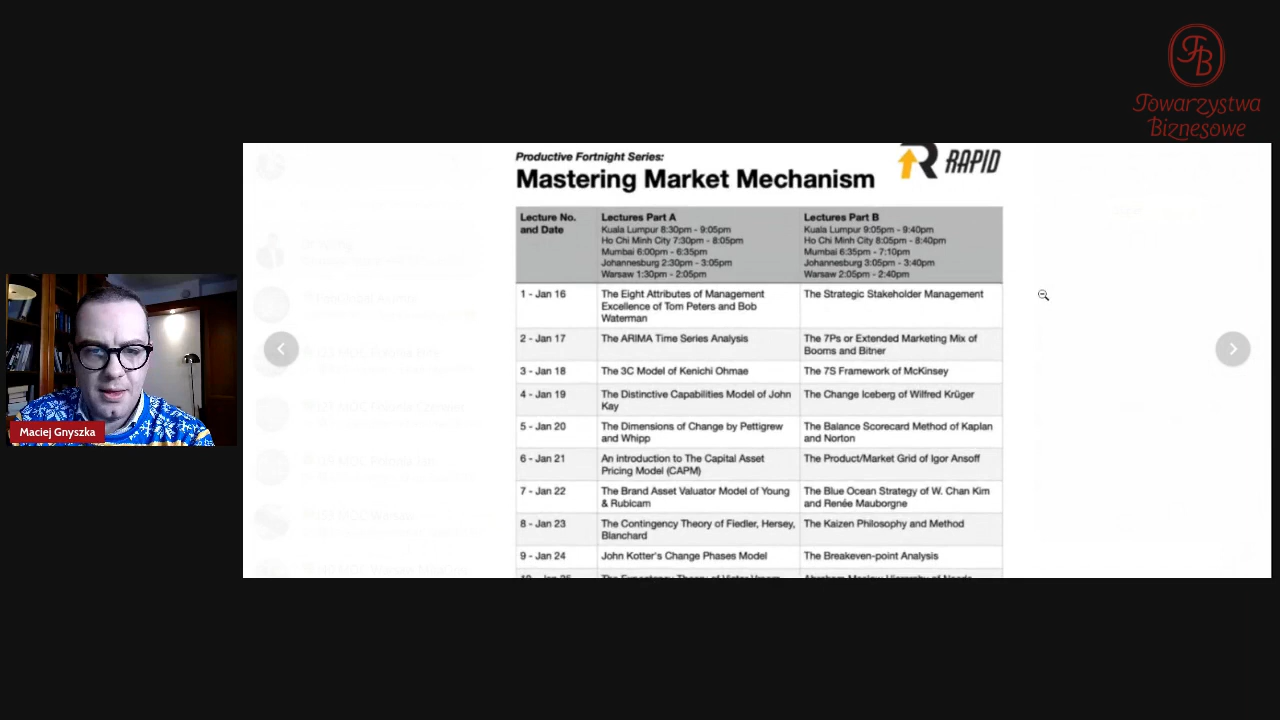 Towarzystwa
Biznesowe
Productive Fortnight Series:
RAPID
Mastering Market Mechanism
Lecture No.
and Date
Lectures Part A
Kuala Lumpur 8:30pm - 9:05pm
Ho Chi Minh City 7:30pm - 8:05pm
Mumbai 6:00pm - 6:35pm
Johannesburg 2:30pm - 3:05pm
Warsaw 1:30pm - 2:05pm
Lectures Part B
Kuala Lumpur 9:05pm - 9:40pm
Ho Chi Minh City 8:05pm - 8:40pm
Mumbai 6:35pm - 7:10pm
Johannesburg 3:05pm - 3:40pm
Warsaw 2:05pm - 2:40pm
1 - Jan 16
The Eight Attributes of Management
Excellence of Tom Peters and Bob
Waterman
The Strategic Stakeholder Management
2 - Jan 17
The ARIMA Time Series Analysis
The 7Ps or Extended Marketing Mix of
Booms and Bitner
3 - Jan 18
The 3C Model of Kenichi Ohmae
The 7S Framework of McKinsey
4 - Jan 19
The Distinctive Capabilities Model of John
Kay
The Change Iceberg of Wilfred Krüger
5 - Jan 20
The Dimensions of Change by Pettigrew
and Whipp
The Balance Scorecard Method of Kaplan
and Norton
6 - Jan 21
An introduction to The Capital Asset
Pricing Model (CAPM)
The Product/Market Grid of Igor Ansoff
7 - Jan 22
The Brand Asset Valuator Model of Young
& Rubicam
The Blue Ocean Strategy of W. Chan Kim
and Renée Mauborgne
8 - Jan 23
The Contingency Theory of Fiedler, Hersey,
Blanchard
The Kaizen Philosophy and Method
9 - Jan 24
John Kotter's Change Phases Model
The Breakeven-point Analysis
Maciej Gnyszka